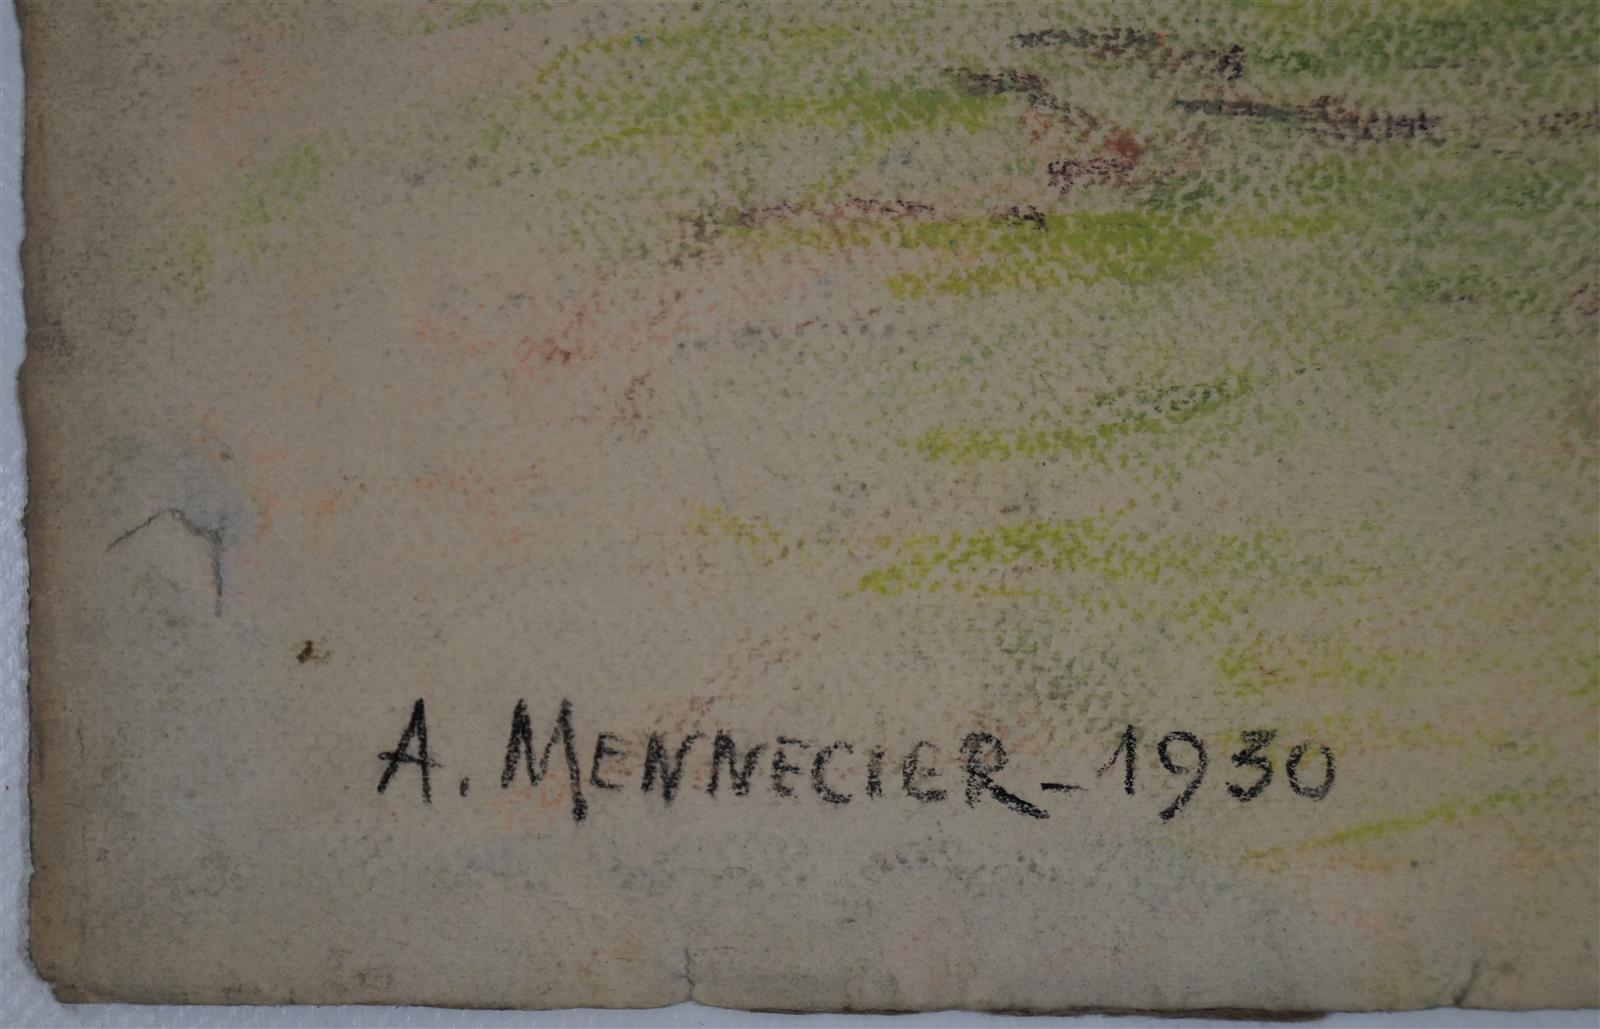 A. MENNECIER - 1930